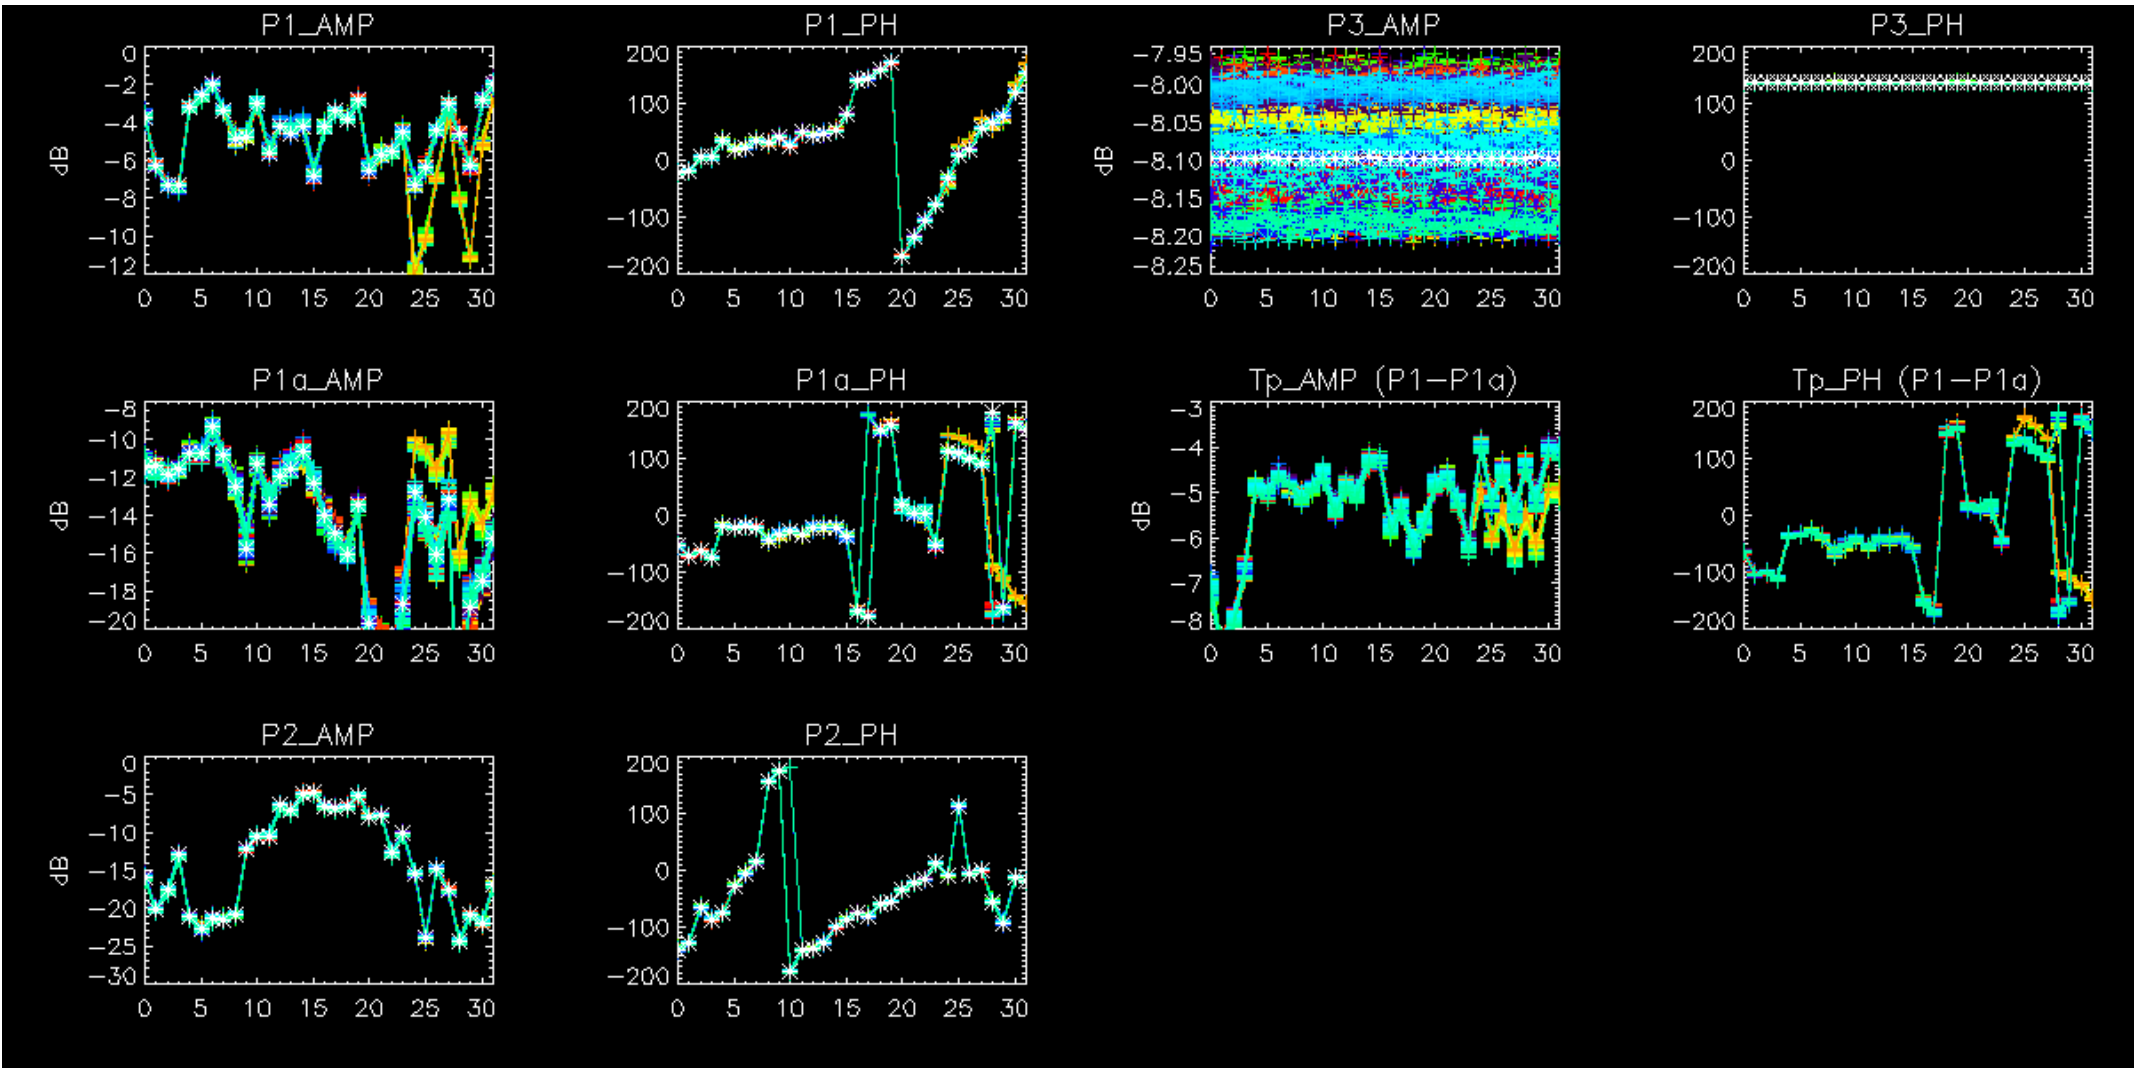 P1_AMP
P1_PH
P3_AMP
P3_PH
dB
0
−2
−4
−6
−8
−10
−12
0 5 10 15 20 25 30
200
100
0
−100
−200
0 5 10 15 20 25 30
dB
−7.95
−8.00
−8.05
−8.10
−8.15
−8.20
−8.25
0 5 10 15 20 25 30
200
100
0
−100
−200
0 5 10 15 20 25 30
P1a_AMP
P1a_PH
Tp_AMP (P1−P1a)
Tp_PH (P1−P1a)
dB
−8
−10
−12
−14
−16
−18
−20
0 5 10 15 20 25 30
200
100
0
−100
−200
0 5 10 15 20 25 30
dB
−3
−4
−5
−6
−7
−8
0 5 10 15 20 25 30
200
100
0
−100
−200
0 5 10 15 20 25 30
P2_AMP
P2_PH
dB
0
−5
−10
−15
−20
−25
−30
0 5 10 15 20 25 30
200
100
0
−100
−200
0 5 10 15 20 25 30